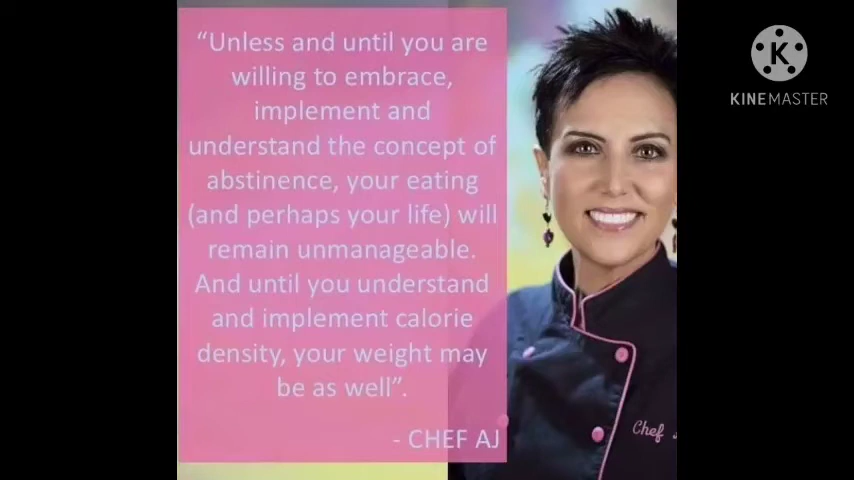 “Unless and until you are
willing to embrace,
implement and
understand the concept of
abstinence, your eating
(and perhaps your life) will
remain unmanageable.
And until you understand
and implement calorie
density, your weight may
be as well”.
- CHEF AJ
Chef
K
KINEMASTER